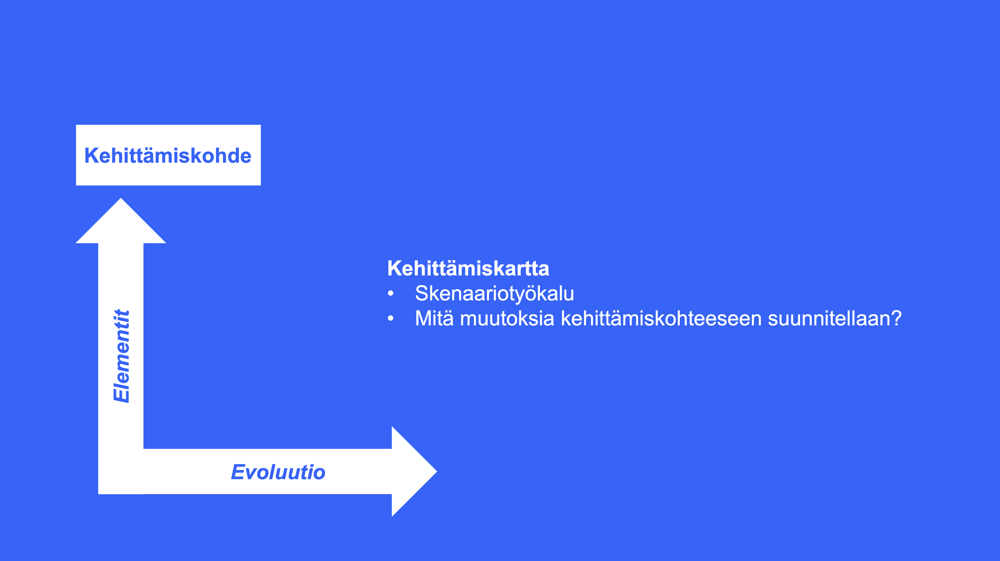 Kehittämiskohde
Elementit
Kehittämiskartta
• Skenaariotyökalu
• Mitä muutoksia kehittämiskohteeseen suunnitellaan?
Evoluutio